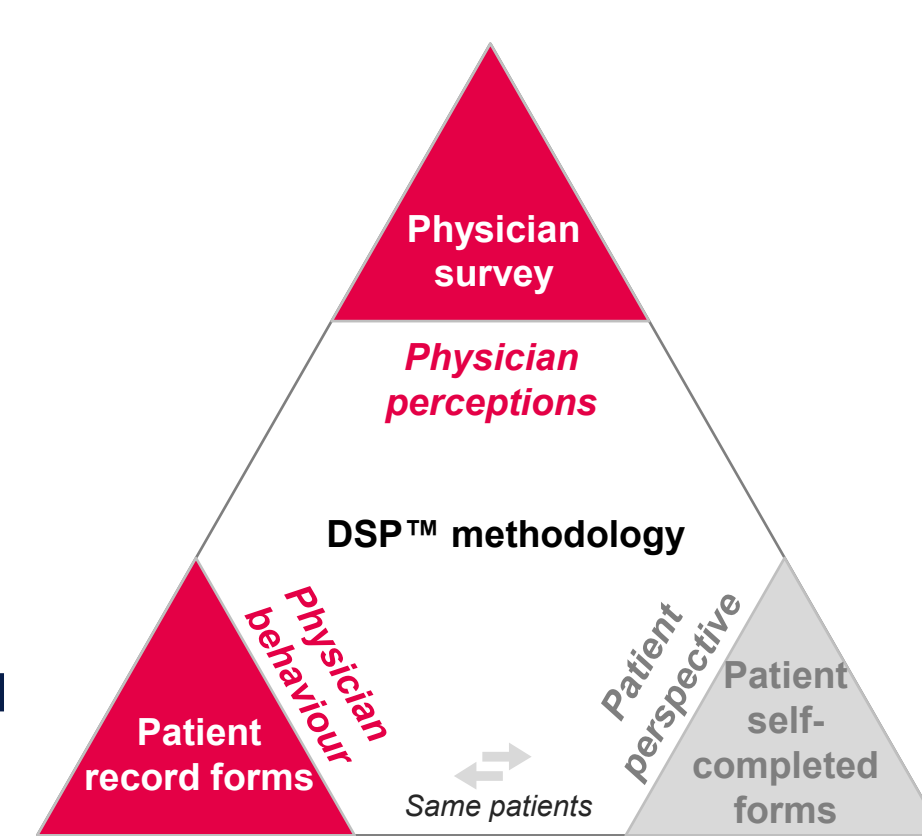 Physician
survey
Physician
perceptions
DSP™ methodology
Physician
behaviour
Patient
perspective
Patient
record forms
Same patients
Patient
self-
completed
forms